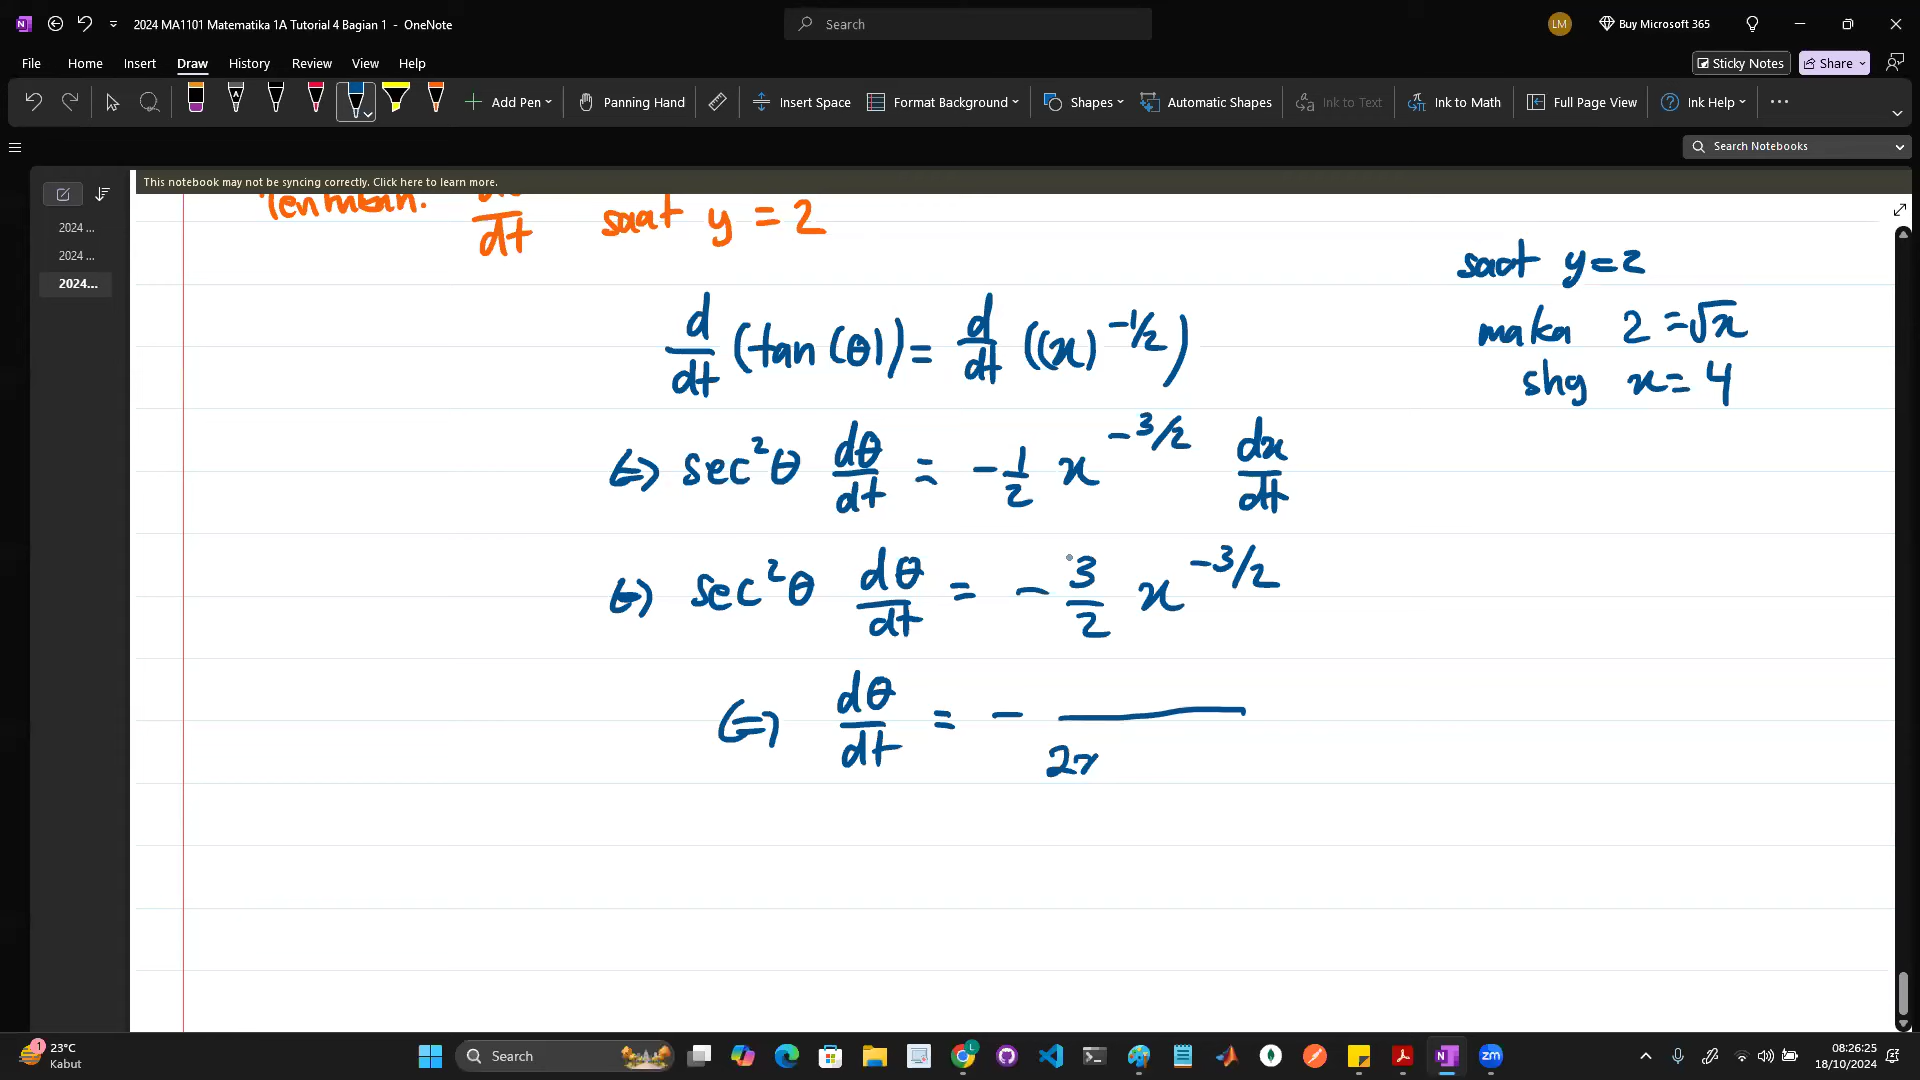 2024 MA1101 Matematika 1A Tutorial 4 Bagian 1 - OneNote
Search
LM
Buy Microsoft 365
File Home Insert Draw History Review View Help
Sticky Notes
Share
Add Pen
Panning Hand
Insert Space
Format Background
Shapes
Automatic Shapes
Ink to Text
Ink to Math
Full Page View
Ink Help
Search Notebooks
This notebook may not be syncing correctly. Click here to learn more.
2024 ...
2024 ...
2024...
dt saat y = 2
saat y = 2
maka 2 = √x
shg x = 4
d/dt (tan(θ)) = d/dt ((x)^-1/2)
<=> sec²θ dθ/dt = -1/2 x^-3/2 dx/dt
<=> sec²θ dθ/dt = - 3/2 x^-3/2
<=> dθ/dt = - ―
2x
1
23°C
Kabut
Search
L
zm
08:26:25
18/10/2024